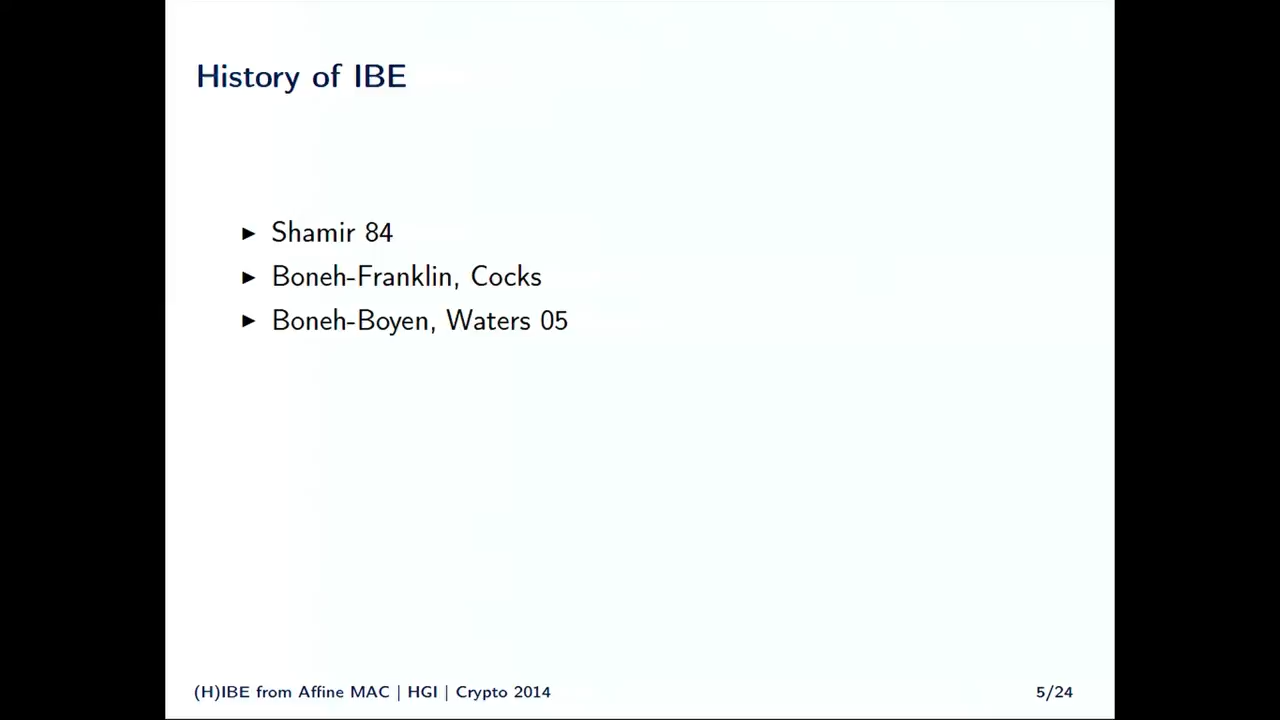 History of IBE
▶ Shamir 84
▶ Boneh-Franklin, Cocks
▶ Boneh-Boyen, Waters 05
(H)IBE from Affine MAC | HGI | Crypto 2014 5/24